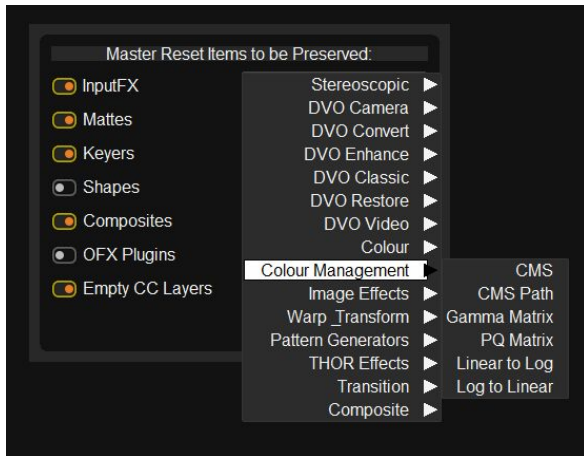 Master Reset Items to be Preserved:
InputFX
Mattes
Keyers
Shapes
Composites
OFX Plugins
Empty CC Layers
Stereoscopic
DVO Camera
DVO Convert
DVO Enhance
DVO Classic
DVO Restore
DVO Video
Colour
Colour Management
Image Effects
Warp_Transform
Pattern Generators
THOR Effects
Transition
Composite
CMS
CMS Path
Gamma Matrix
PQ Matrix
Linear to Log
Log to Linear